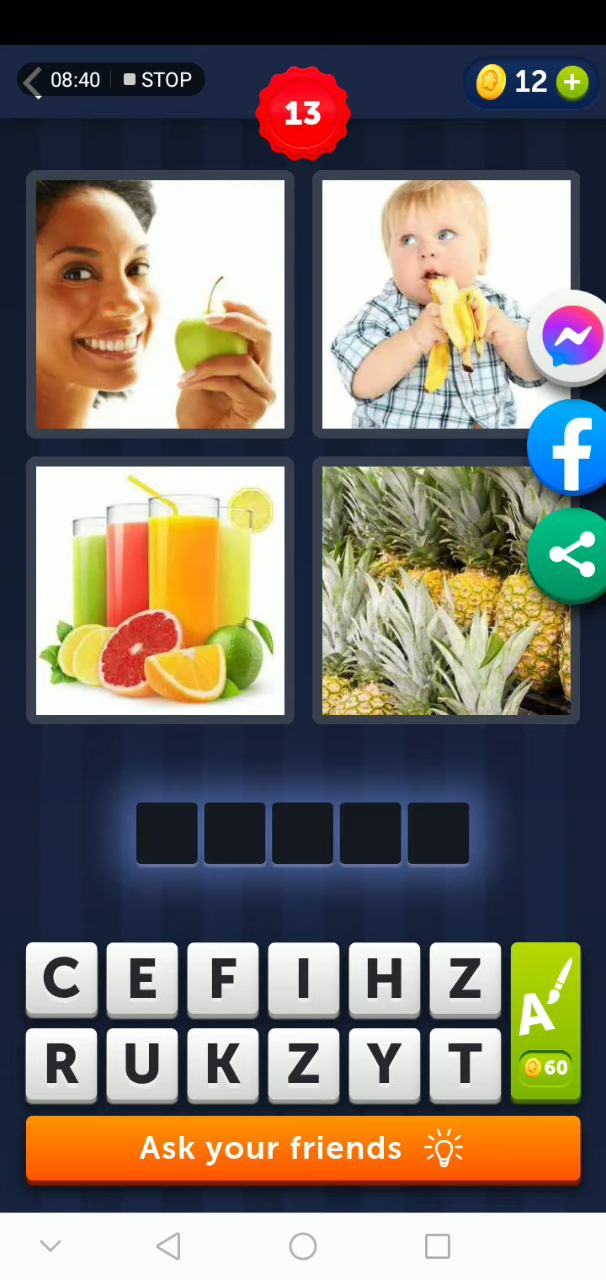 08:40 STOP
13
12 +
C E F I H Z
R U K Z Y T
A
60
Ask your friends